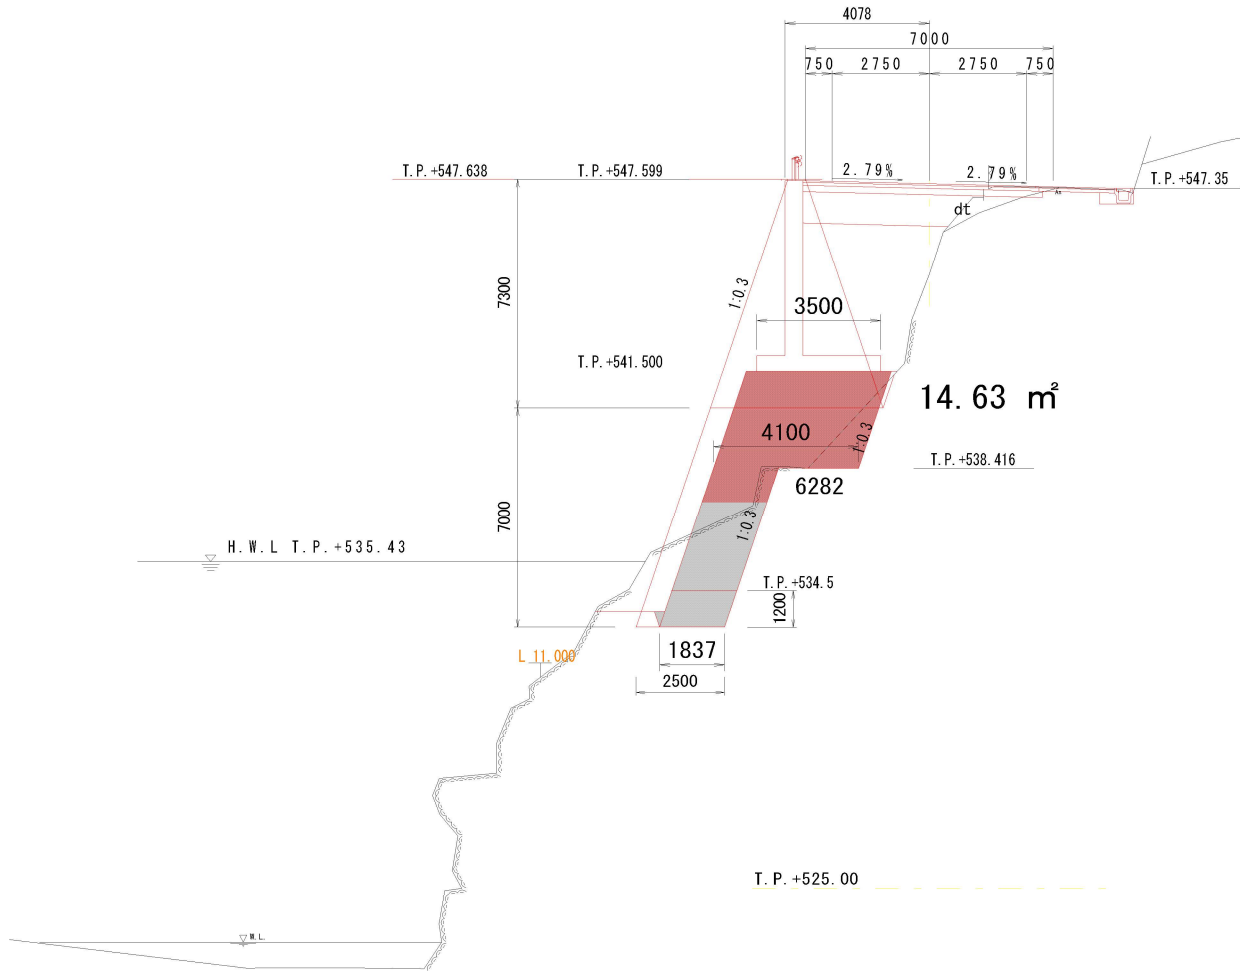 4078
7000
750 2750 2750 750
T.P.+547.638 T.P.+547.599 2.79% 2.79% T.P.+547.35
dt
Ao
1:0.3
7300
3500
T.P.+541.500
14.63 ㎡
4100
1:0.3
T.P.+538.416
6282
7000
1:0.3
H.W.L T.P.+535.43
T.P.+534.5
1200
1837
L 11.000
2500
T.P.+525.00
W.L.